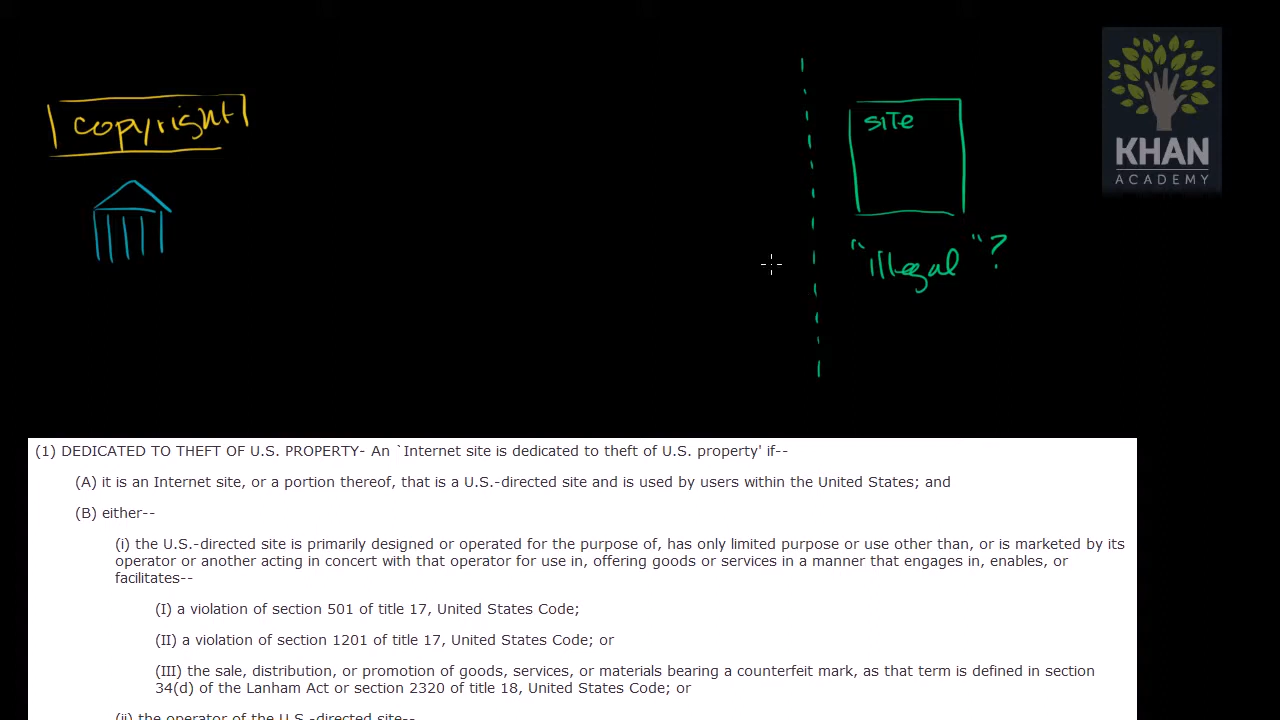 copyright
site
"illegal"?
KHAN
ACADEMY
(1) DEDICATED TO THEFT OF U.S. PROPERTY- An `Internet site is dedicated to theft of U.S. property' if--
(A) it is an Internet site, or a portion thereof, that is a U.S.-directed site and is used by users within the United States; and
(B) either--
(i) the U.S.-directed site is primarily designed or operated for the purpose of, has only limited purpose or use other than, or is marketed by its
operator or another acting in concert with that operator for use in, offering goods or services in a manner that engages in, enables, or
facilitates--
(I) a violation of section 501 of title 17, United States Code;
(II) a violation of section 1201 of title 17, United States Code; or
(III) the sale, distribution, or promotion of goods, services, or materials bearing a counterfeit mark, as that term is defined in section
34(d) of the Lanham Act or section 2320 of title 18, United States Code; or
(ii) the operator of the U.S.-directed site--